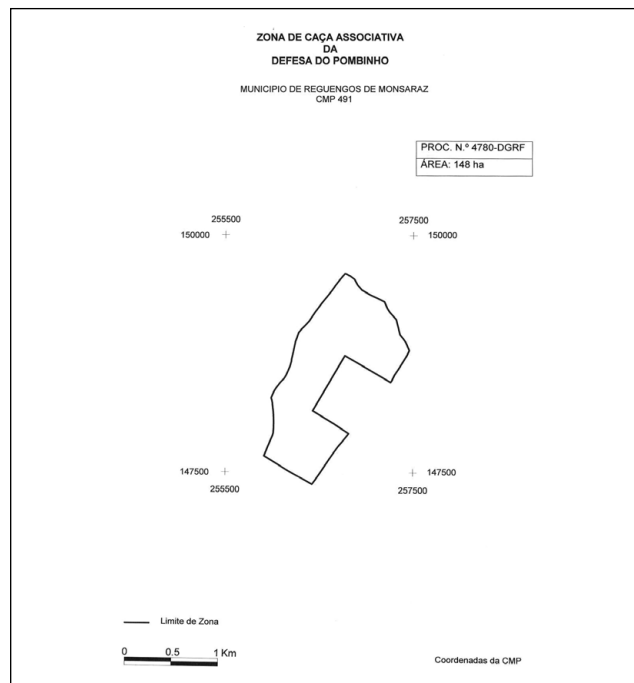 ZONA DE CAÇA ASSOCIATIVA
DA
DEFESA DO POMBINHO
MUNICIPIO DE REGUENGOS DE MONSARAZ
CMP 491
PROC. N.º 4780-DGRF
ÁREA: 148 ha
255500
257500
150000
150000
147500
147500
255500
257500
Limite de Zona
0 0.5 1 Km
Coordenadas da CMP